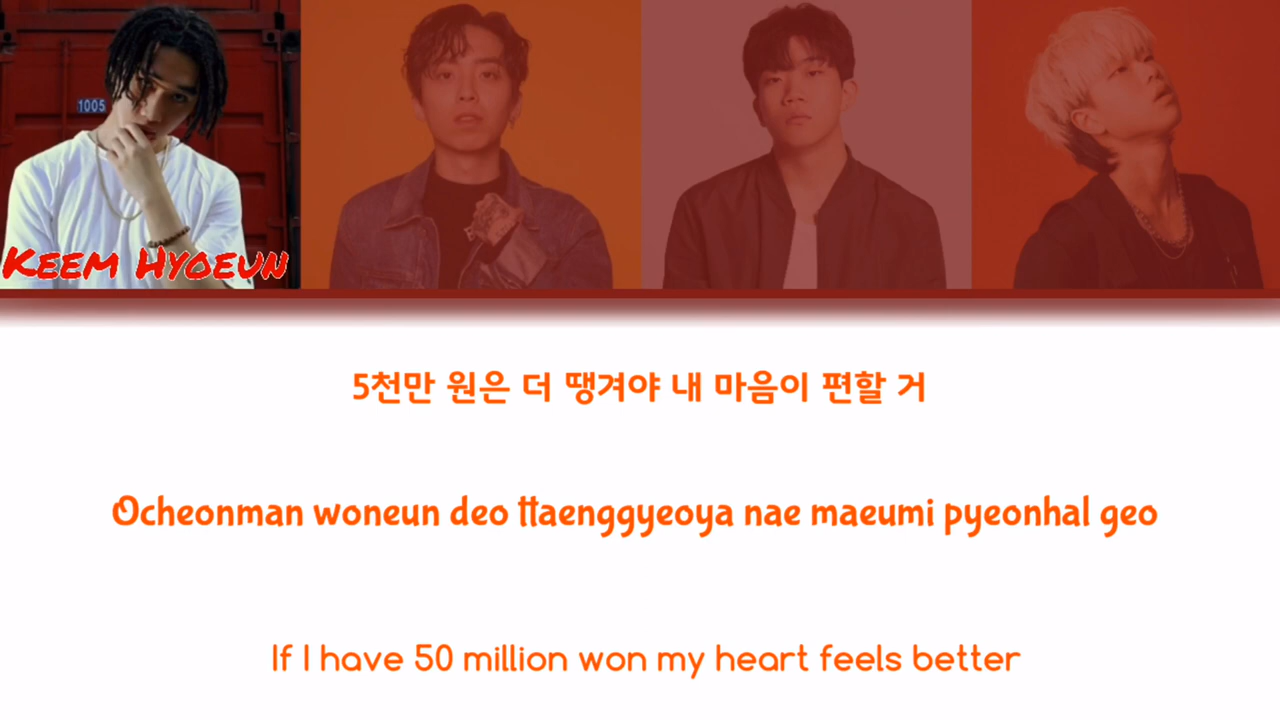 1005
Keem Hyoeun
5천만 원은 더 땡겨야 내 마음이 편할 거
Ocheonman woneun deo ttaenggyeoya nae maeumi pyeonhal geo
If I have 50 million won my heart feels better